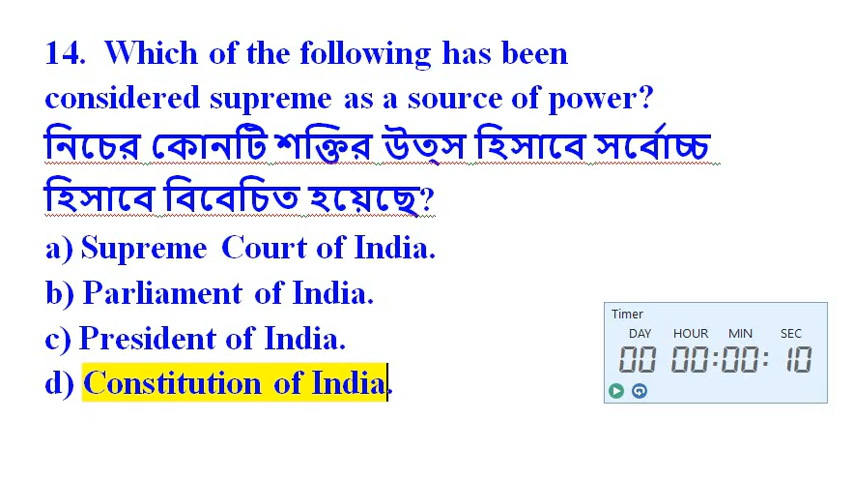 14. Which of the following has been
considered supreme as a source of power?
নিচের কোনটি শক্তির উত্স হিসাবে সর্বোচ্চ
হিসাবে বিবেচিত হয়েছে?
a) Supreme Court of India.
b) Parliament of India.
c) President of India.
d) Constitution of India.
Timer
DAY HOUR MIN SEC
00 00:00:10